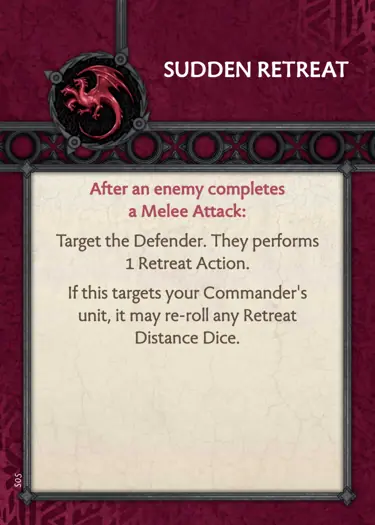 SUDDEN RETREAT
After an enemy completes
a Melee Attack:
Target the Defender. They performs
1 Retreat Action.
If this targets your Commander's
unit, it may re-roll any Retreat
Distance Dice.
S05